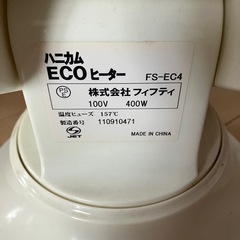 ハニカム
ECOヒーター FS-EC4
PS
E
株式会社フィフティ
100V 400W
温度ヒューズ 157℃
製造番号 110910471
JET
MADE IN CHINA